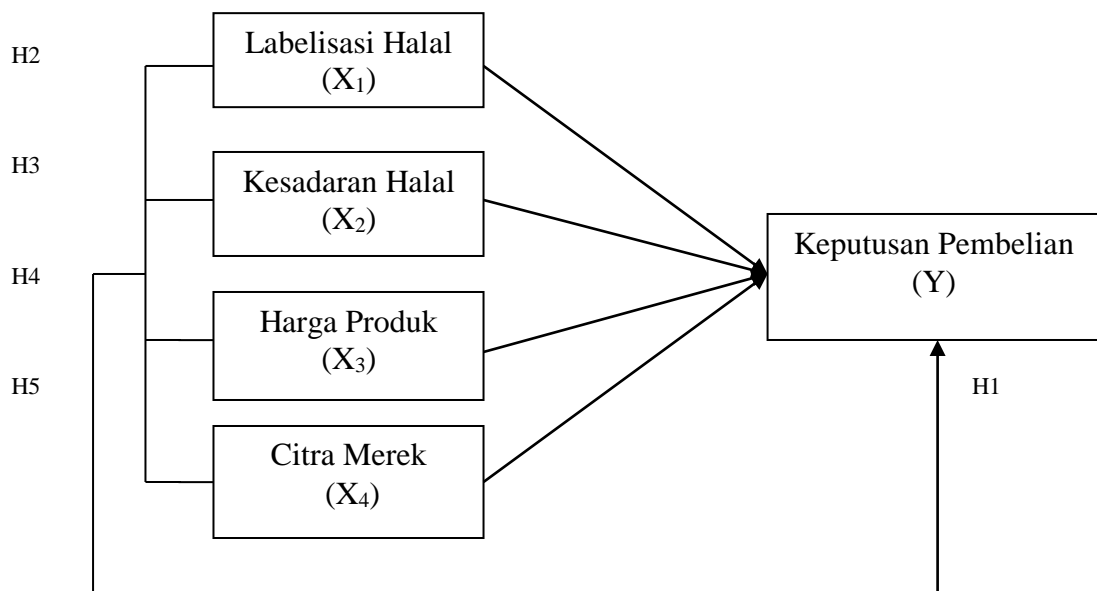 H2
Labelisasi Halal
(X₁)
H3
Kesadaran Halal
(X₂)
Keputusan Pembelian
(Y)
H4
Harga Produk
(X₃)
H5
H1
Citra Merek
(X₄)